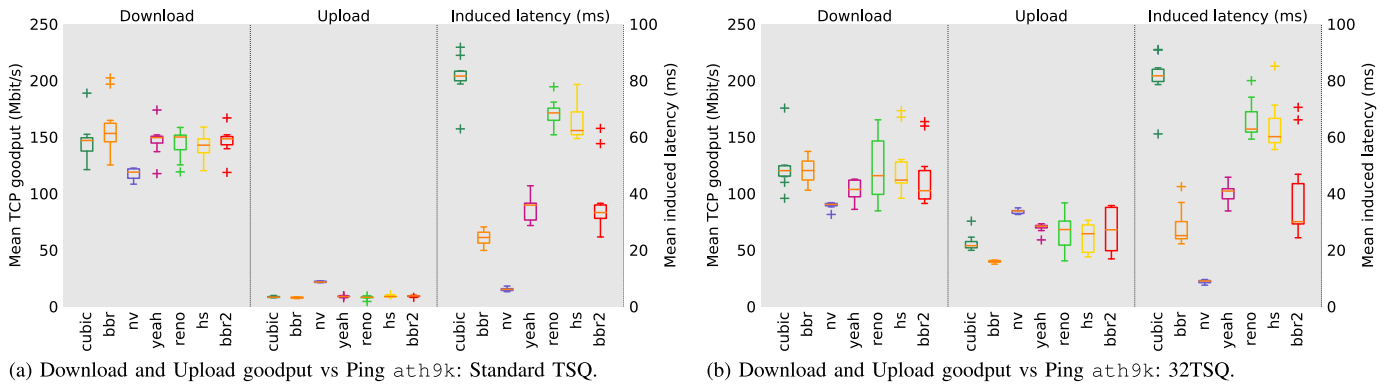 Download Upload Induced latency (ms)
250 200 150 100 50 0
Mean TCP goodput (Mbit/s)
100 80 60 40 20 0
Mean induced latency (ms)
cubic bbr nv yeah reno hs bbr2 cubic bbr nv yeah reno hs bbr2 cubic bbr nv yeah reno hs bbr2
(a) Download and Upload goodput vs Ping ath9k: Standard TSQ.
Download Upload Induced latency (ms)
250 200 150 100 50 0
Mean TCP goodput (Mbit/s)
100 80 60 40 20 0
Mean induced latency (ms)
cubic bbr nv yeah reno hs bbr2 cubic bbr nv yeah reno hs bbr2 cubic bbr nv yeah reno hs bbr2
(b) Download and Upload goodput vs Ping ath9k: 32TSQ.